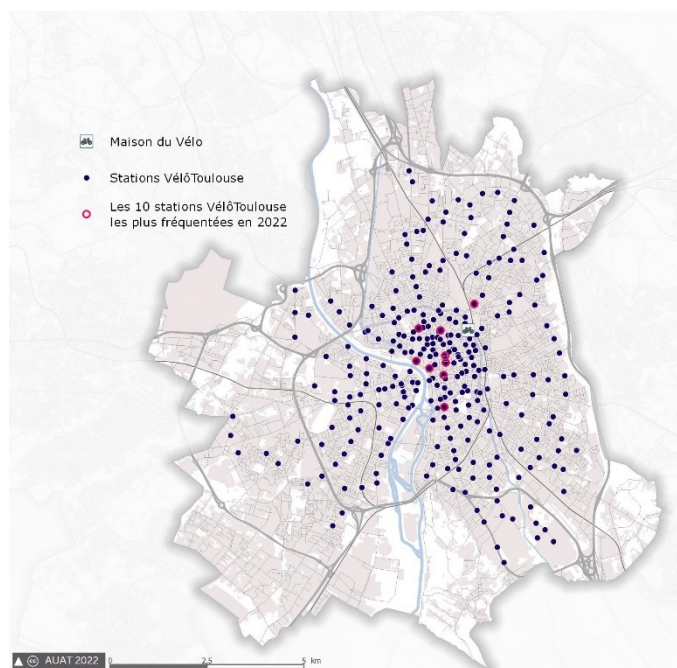 Maison du Vélo
Stations VélôToulouse
Les 10 stations VélôToulouse
les plus fréquentées en 2022
AUAT 2022
0 2,5 5 km